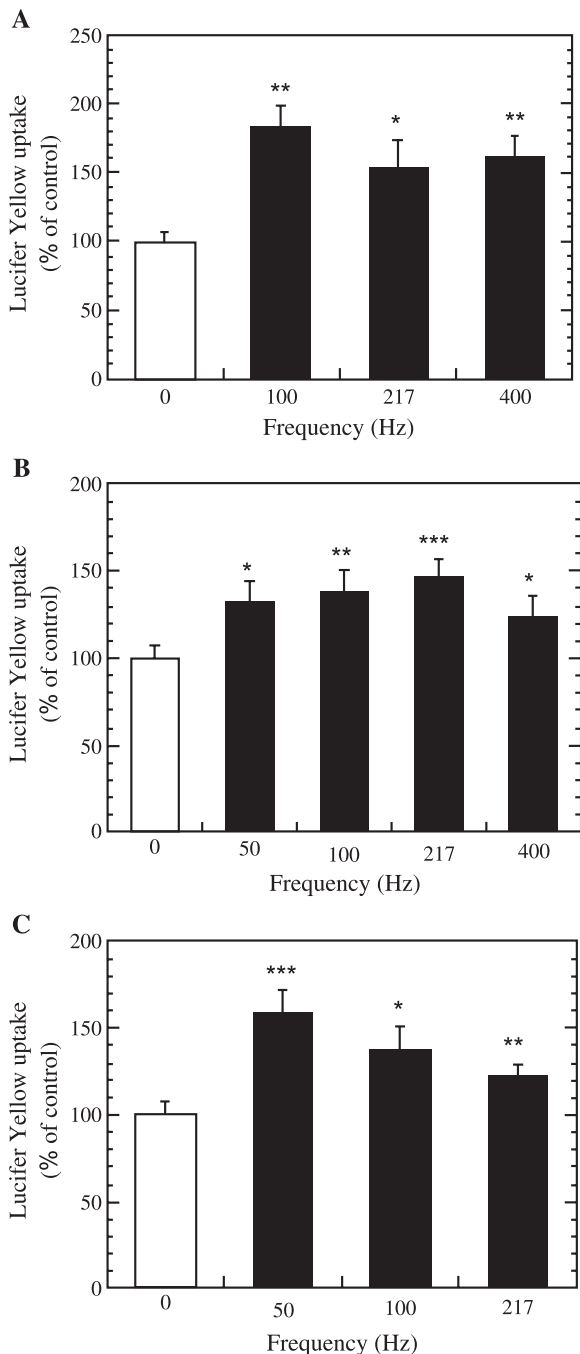 A
Lucifer Yellow uptake
(% of control)
250
200
150
100
50
0
** * **
0 100 217 400
Frequency (Hz)
B
Lucifer Yellow uptake
(% of control)
200
150
100
50
0
* ** *** *
0 50 100 217 400
Frequency (Hz)
C
Lucifer Yellow uptake
(% of control)
200
150
100
50
0
*** * **
0 50 100 217
Frequency (Hz)